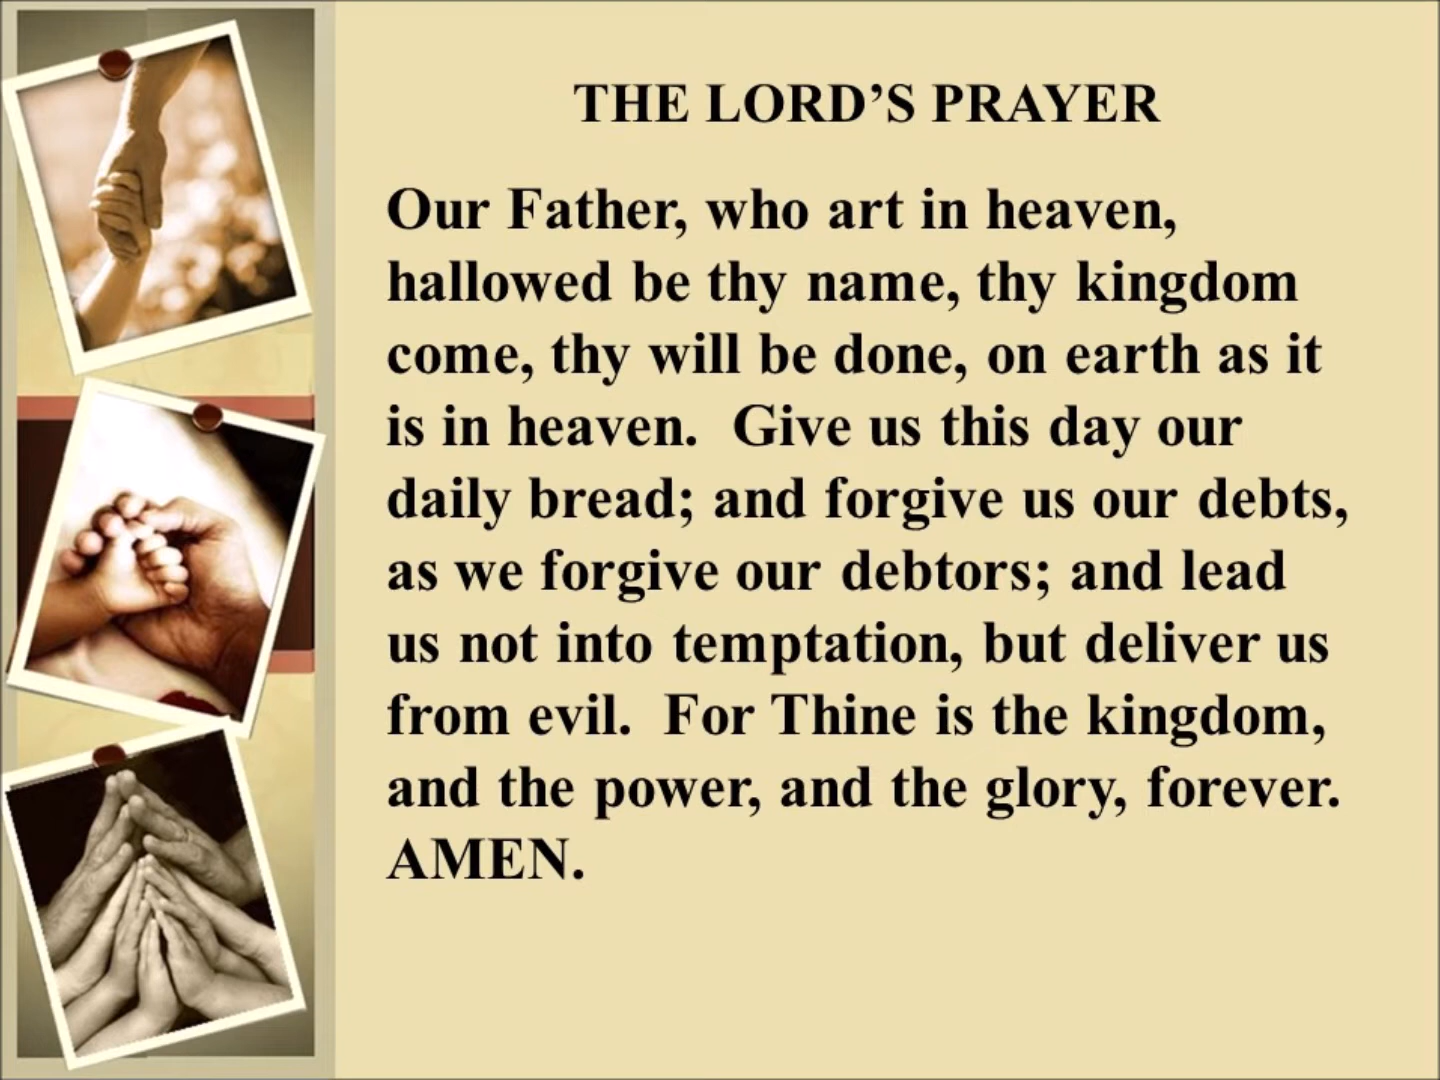 THE LORD’S PRAYER
Our Father, who art in heaven,
hallowed be thy name, thy kingdom
come, thy will be done, on earth as it
is in heaven.  Give us this day our
daily bread; and forgive us our debts,
as we forgive our debtors; and lead
us not into temptation, but deliver us
from evil.  For Thine is the kingdom,
and the power, and the glory, forever.
AMEN.